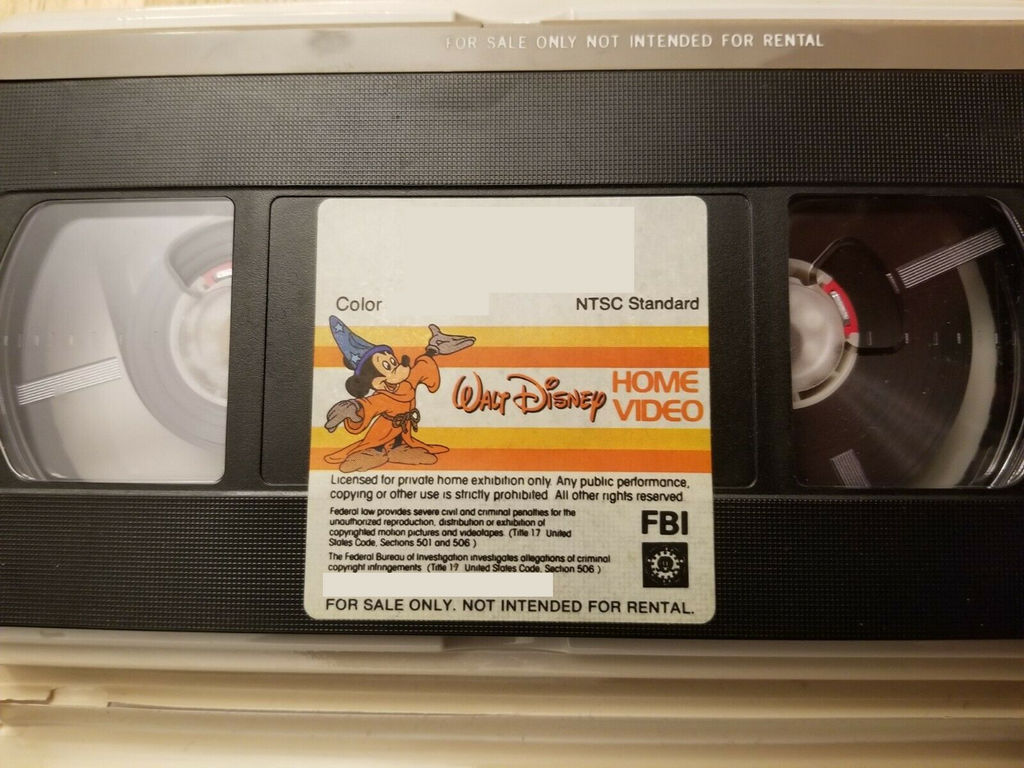 FOR SALE ONLY NOT INTENDED FOR RENTAL
Color NTSC Standard
WALT DISNEY HOME VIDEO
Licensed for private home exhibition only. Any public performance,
copying or other use is strictly prohibited. All other rights reserved
Federal law provides severe civil and criminal penalties for the
unauthorized reproduction, distribution or exhibition of
copyrighted motion pictures and videotapes. (Title 17 United
States Code, Sections 501 and 506)
FBI
The Federal Bureau of Investigation investigates allegations of criminal
copyright infringements (Title 17 United States Code, Section 506)
FOR SALE ONLY. NOT INTENDED FOR RENTAL.